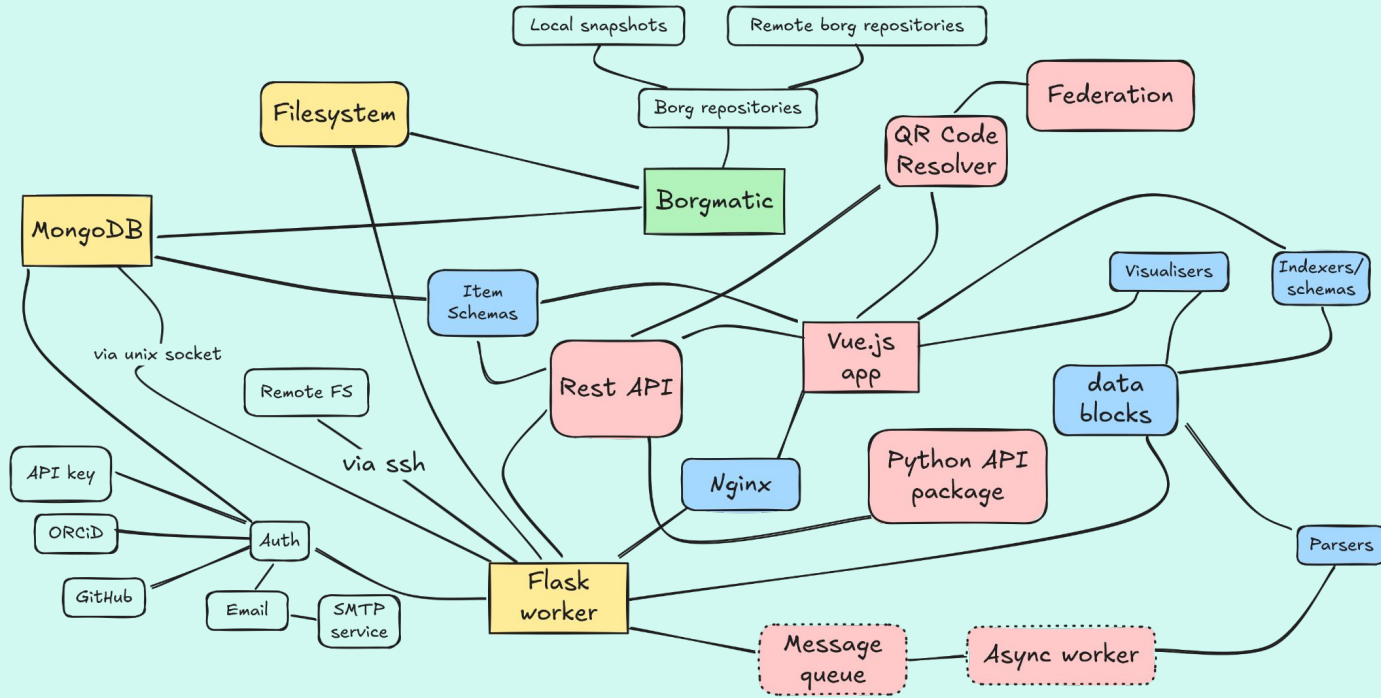 Local snapshots
Remote borg repositories
Filesystem
Borg repositories
Federation
QR Code
Resolver
MongoDB
Borgmatic
Item
Schemas
Visualisers
Indexers/
schemas
via unix socket
Vue.js
app
Rest API
Remote FS
data
blocks
via ssh
Nginx
Python API
package
API key
ORCiD
Auth
GitHub
Email
SMTP
service
Flask
worker
Parsers
Message
queue
Async worker